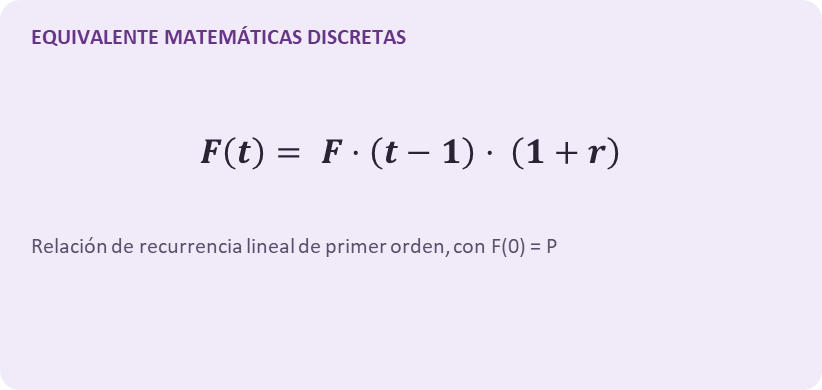 EQUIVALENTE MATEMÁTICAS DISCRETAS
F(t) = F · (t − 1) · (1 + r)
Relación de recurrencia lineal de primer orden, con F(0) = P